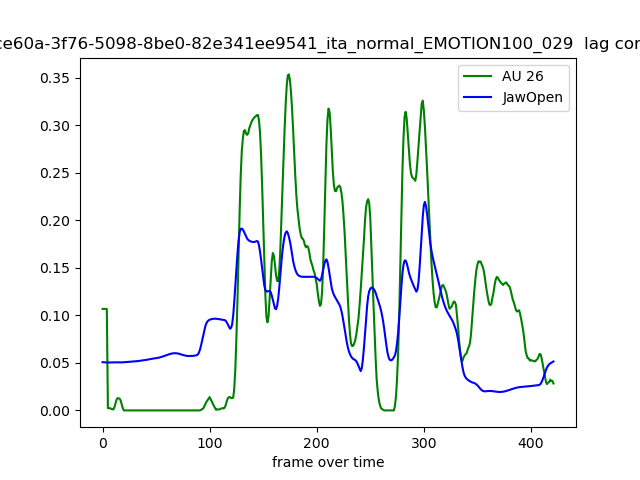 ce60a-3f76-5098-8be0-82e341ee9541_ita_normal_EMOTION100_029 lag cor
AU 26
JawOpen
0.35
0.30
0.25
0.20
0.15
0.10
0.05
0.00
0 100 200 300 400
frame over time